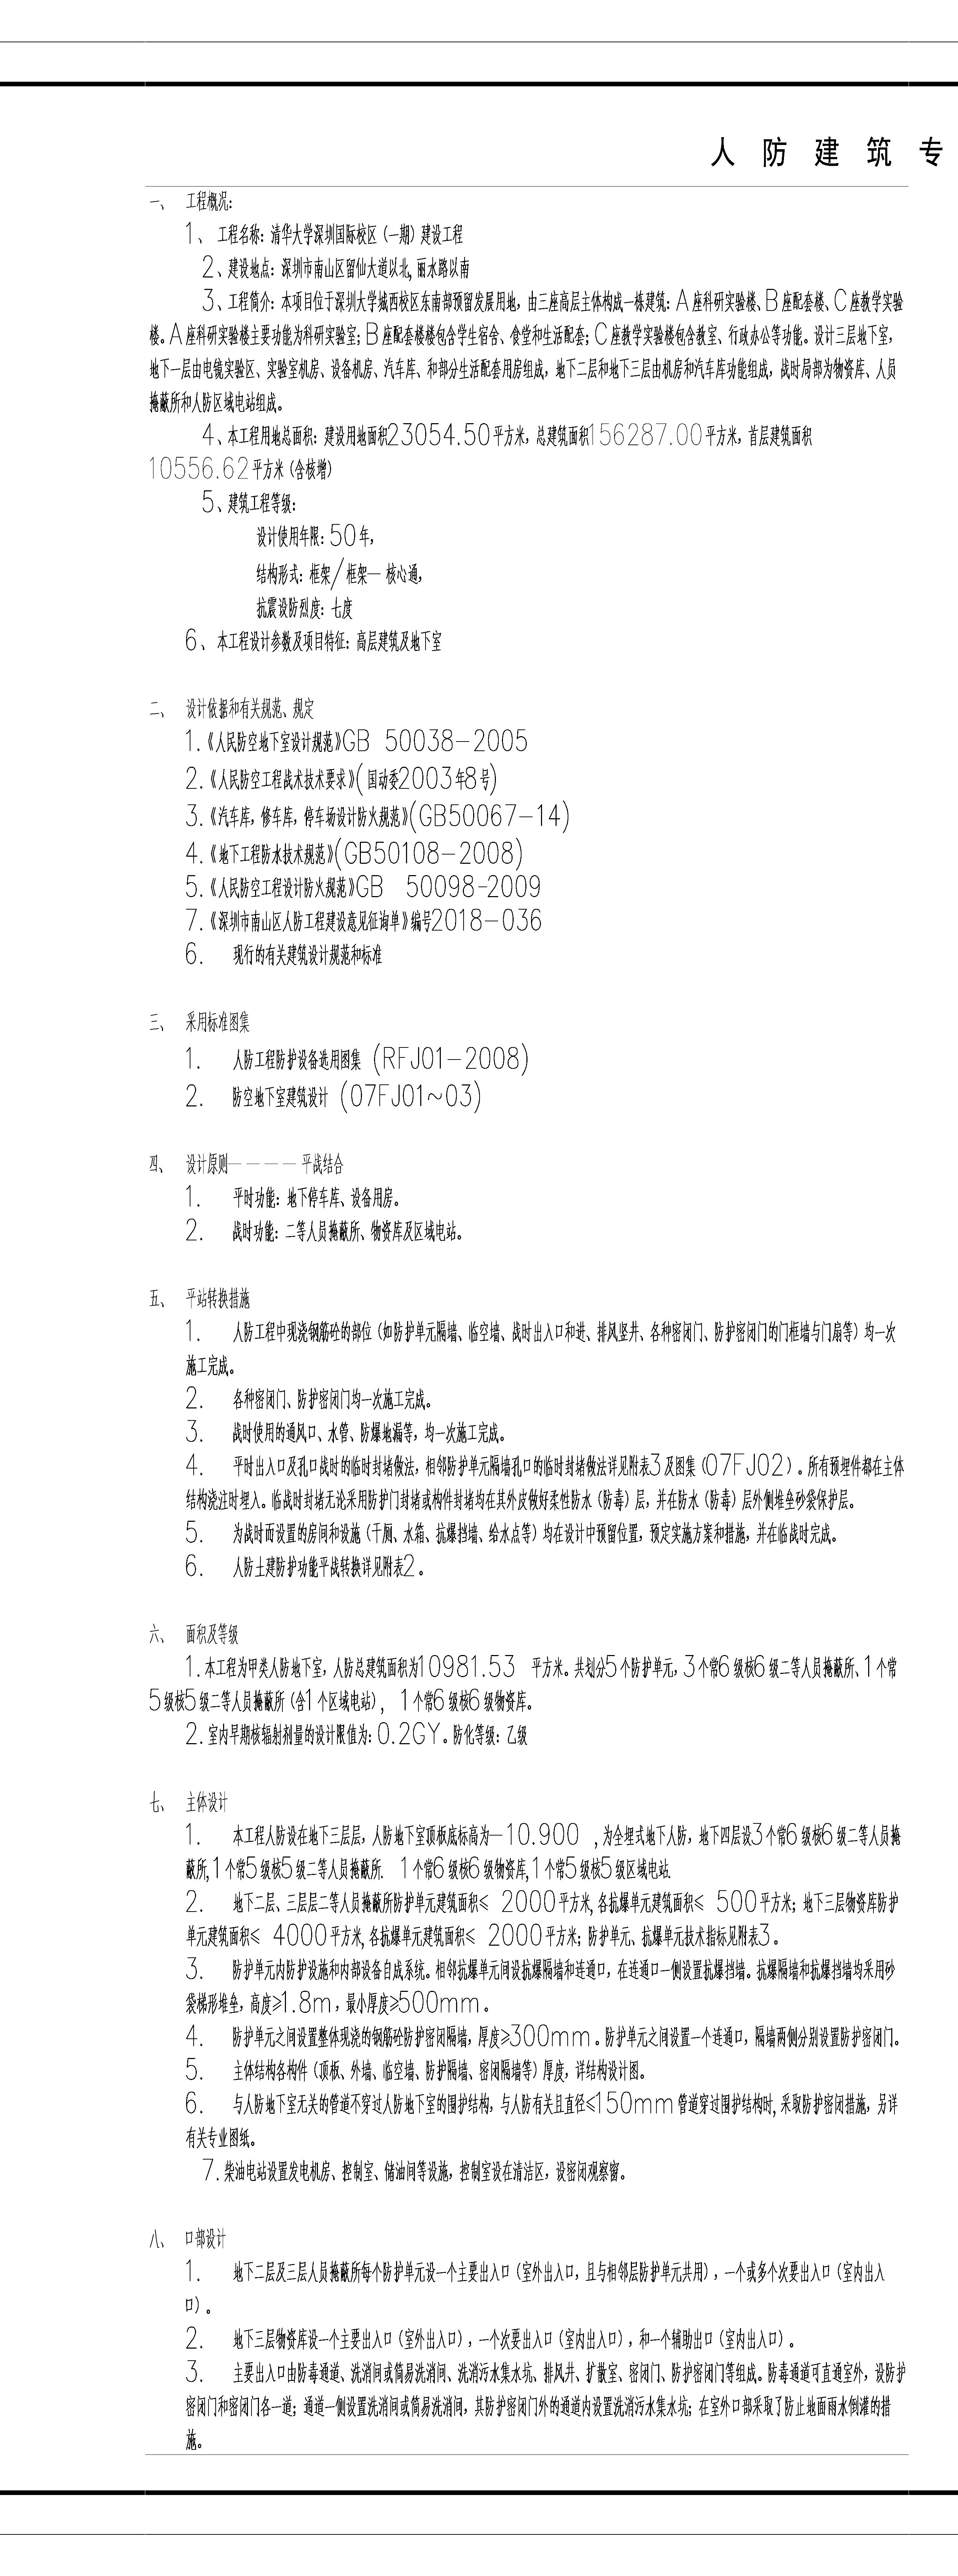 人 防 建 筑 专
一、 工程概况：
1、 工程名称：清华大学深圳国际校区（一期）建设工程
2、建设地点：深圳市南山区留仙大道以北,丽水路以南
3、工程简介：本项目位于深圳大学城西校区东南部预留发展用地，由三座高层主体构成一栋建筑：A座科研实验楼、B座配套楼、C座教学实验
楼。A座科研实验楼主要功能为科研实验室；B座配套楼楼包含学生宿舍、食堂和生活配套；C座教学实验楼包含教室、行政办公等功能。设计三层地下室，
地下一层由电镜实验区、实验室机房、设备机房、汽车库、和部分生活配套用房组成，地下二层和地下三层由机房和汽车库功能组成，战时局部为物资库、人员
掩蔽所和人防区域电站组成。
4、本工程用地总面积：建设用地面积23054.50平方米，总建筑面积156287.00平方米，首层建筑面积
10556.62平方米（含核增）
5、建筑工程等级：
设计使用年限：50年，
结构形式：框架/框架—核心通，
抗震设防烈度：七度
6、 本工程设计参数及项目特征：高层建筑及地下室
二、 设计依据和有关规范、规定
1.《人民防空地下室设计规范》GB 50038-2005
2.《人民防空工程战术技术要求》(国动委2003年8号)
3.《汽车库，修车库，停车场设计防火规范》(GB50067-14)
4.《地下工程防水技术规范》(GB50108-2008)
5.《人民防空工程设计防火规范》GB 50098-2009
7.《深圳市南山区人防工程建设意见征询单》编号2018-036
6. 现行的有关建筑设计规范和标准
三、 采用标准图集
1. 人防工程防护设备选用图集 (RFJ01-2008)
2. 防空地下室建筑设计 (07FJ01~03)
四、 设计原则————平战结合
1. 平时功能：地下停车库、设备用房。
2. 战时功能：二等人员掩蔽所、物资库及区域电站。
五、 平站转换措施
1. 人防工程中现浇钢筋砼的部位（如防护单元隔墙、临空墙、战时出入口和进、排风竖井、各种密闭门、防护密闭门的门框墙与门扇等）均一次
施工完成。
2. 各种密闭门、防护密闭门均一次施工完成。
3. 战时使用的通风口、水管、防爆地漏等，均一次施工完成。
4. 平时出入口及孔口战时的临时封堵做法，相邻防护单元隔墙孔口的临时封堵做法详见附表3及图集（07FJ02）。所有预埋件都在主体
结构浇注时埋入。临战时封堵无论采用防护门封堵或构件封堵均在其外皮做好柔性防水（防毒）层，并在防水（防毒）层外侧堆垒砂袋保护层。
5. 为战时而设置的房间和设施（干厕、水箱、抗爆挡墙、给水点等）均在设计中预留位置，预定实施方案和措施，并在临战时完成。
6. 人防土建防护功能平战转换详见附表2。
六、 面积及等级
1.本工程为甲类人防地下室，人防总建筑面积为10981.53 平方米。共划分5个防护单元，3个常6级核6级二等人员掩蔽所、1个常
5级核5级二等人员掩蔽所（含1个区域电站）, 1个常6级核6级物资库。
2.室内早期核辐射剂量的设计限值为：0.2GY。防化等级：乙级
七、 主体设计
1. 本工程人防设在地下三层层，人防地下室顶板底标高为—10.900 ，为全埋式地下人防，地下四层设3个常6级核6级二等人员掩
蔽所,1个常5级核5级二等人员掩蔽所. 1个常6级核6级物资库,1个常5级核5级区域电站.
2. 地下二层、三层层二等人员掩蔽所防护单元建筑面积≤ 2000平方米,各抗爆单元建筑面积≤ 500平方米；地下三层物资库防护
单元建筑面积≤ 4000平方米,各抗爆单元建筑面积≤ 2000平方米；防护单元、抗爆单元技术指标见附表3。
3. 防护单元内防护设施和内部设备自成系统。相邻抗爆单元间设抗爆隔墙和连通口，在连通口一侧设置抗爆挡墙。抗爆隔墙和抗爆挡墙均采用砂
袋梯形堆垒，高度≥1.8m，最小厚度≥500mm。
4. 防护单元之间设置整体现浇的钢筋砼防护密闭隔墙，厚度≥300mm。防护单元之间设置一个连通口，隔墙两侧分别设置防护密闭门。
5. 主体结构各构件（顶板、外墙、临空墙、防护隔墙、密闭隔墙等）厚度，详结构设计图。
6. 与人防地下室无关的管道不穿过人防地下室的围护结构，与人防有关且直径≤150mm管道穿过围护结构时,采取防护密闭措施，另详
有关专业图纸。
7.柴油电站设置发电机房、控制室、储油间等设施，控制室设在清洁区，设密闭观察窗。
八、 口部设计
1. 地下二层及三层人员掩蔽所每个防护单元设一个主要出入口（室外出入口，且与相邻层防护单元共用），一个或多个次要出入口（室内出入
口）。
2. 地下三层物资库设一个主要出入口（室外出入口），一个次要出入口（室内出入口），和一个辅助出口（室内出入口）。
3. 主要出入口由防毒通道、洗消间或简易洗消间、洗消污水集水坑、排风井、扩散室、密闭门、防护密闭门等组成。防毒通道可直通室外，设防护
密闭门和密闭门各一道；通道一侧设置洗消间或简易洗消间，其防护密闭门外的通道内设置洗消污水集水坑；在室外口部采取了防止地面雨水倒灌的措
施。